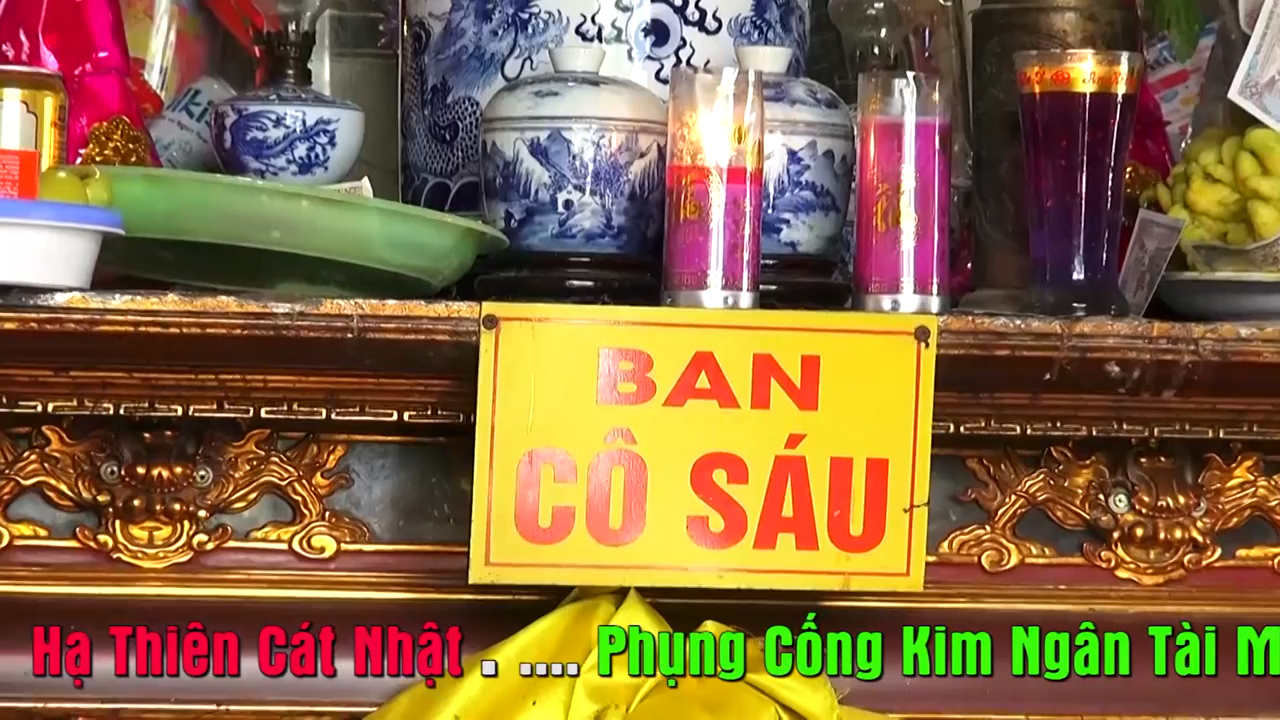 BAN
CÔ SÁU
Hạ Thiên Cát Nhật . .... Phụng Cống Kim Ngân Tài